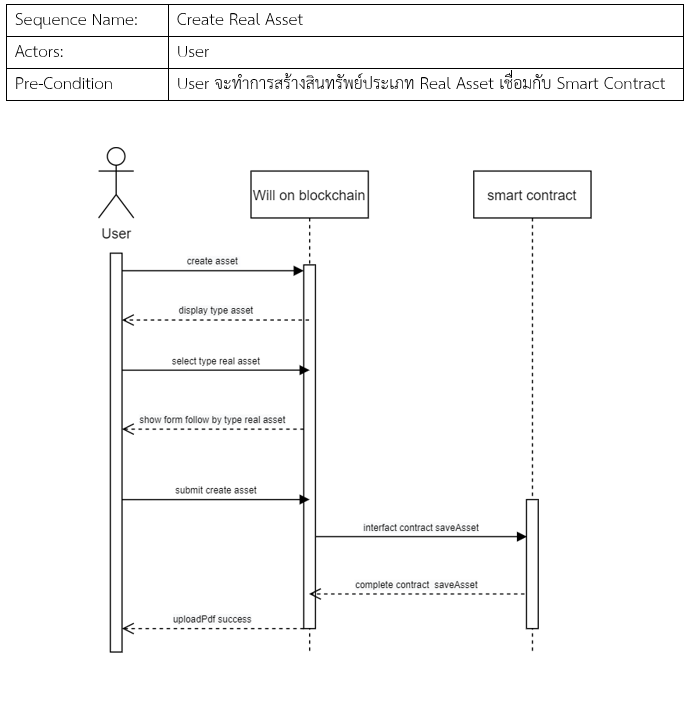 Sequence Name: Create Real Asset
Actors: User
Pre-Condition User จะทำการสร้างสินทรัพย์ประเภท Real Asset เชื่อมกับ Smart Contract
Will on blockchain
smart contract
User
create asset
display type asset
select type real asset
show form follow by type real asset
submit create asset
interfact contract saveAsset
complete contract saveAsset
uploadPdf success